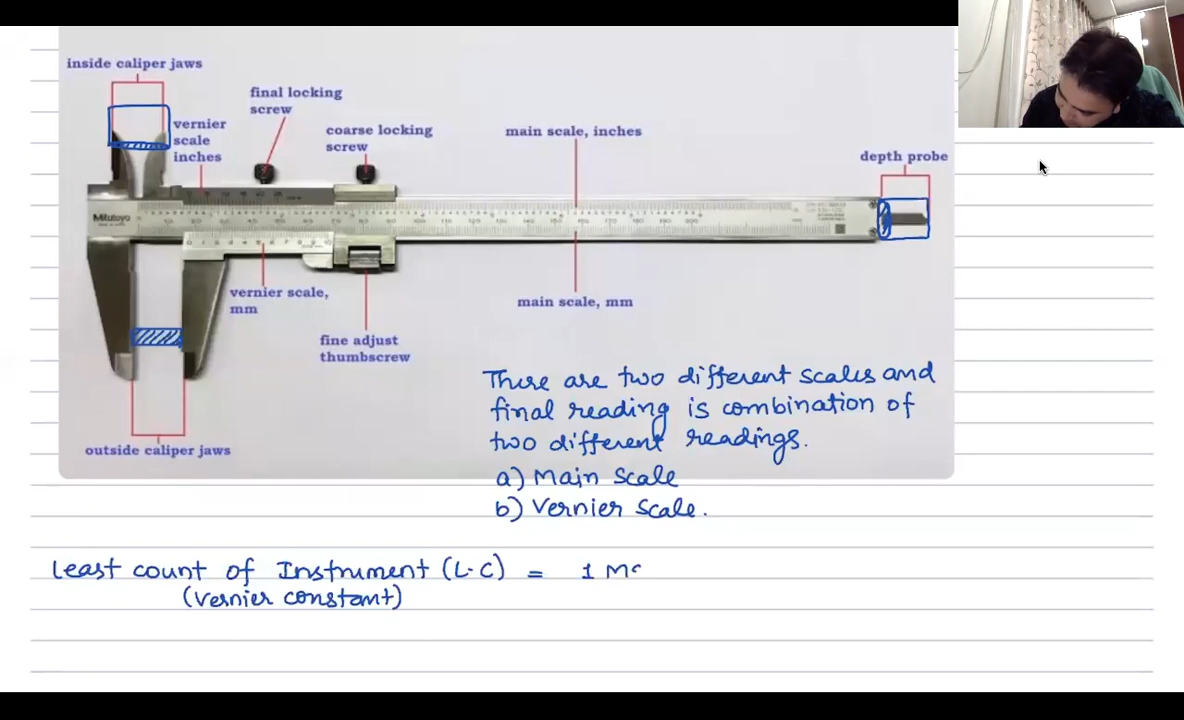 inside caliper jaws
final locking
screw
vernier
scale
inches
coarse locking
screw
main scale, inches
depth probe
Mitutoyo
vernier scale,
mm
main scale, mm
fine adjust
thumbscrew
outside caliper jaws
There are two different scales and
final reading is combination of
two different readings.
a) Main Scale
b) Vernier Scale.
Least count of Instrument (L.C) = 1 M
(Vernier constant)